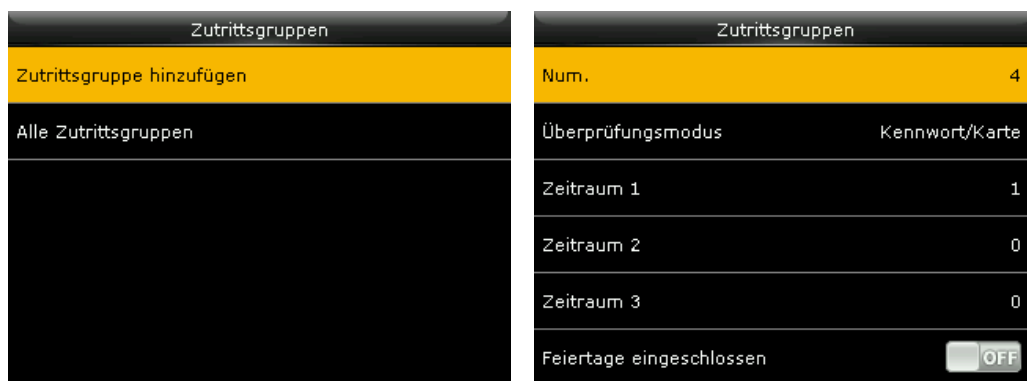 Zutrittsgruppen
Zutrittsgruppe hinzufügen
Alle Zutrittsgruppen
Zutrittsgruppen
Num. 4
Überprüfungsmodus Kennwort/Karte
Zeitraum 1 1
Zeitraum 2 0
Zeitraum 3 0
Feiertage eingeschlossen OFF